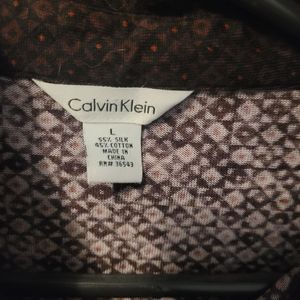 Calvin Klein
L
55% SILK
45% COTTON
MADE IN
CHINA
RN# 36543